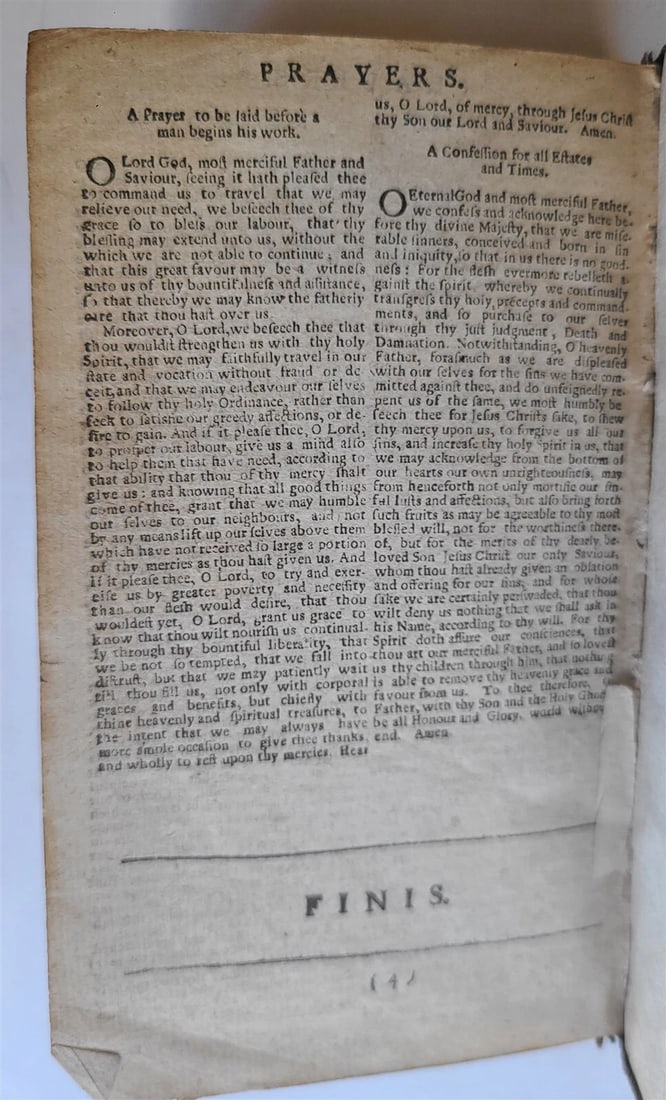 PRAYERS.
A Prayer to be ſaid before a
man begins his work.
O Lord God, moſt merciful Father and
Saviour, ſeeing it hath pleaſed thee
to command us to travel that we may
relieve our need, we beſeech thee of thy
grace ſo to bleſs our labour, that thy
bleſſing may extend unto us, without the
which we are not able to continue; and
that this great favour may be a witneſs
unto us of thy bountifulneſs and aſſiſtance,
ſo that thereby we may know the fatherly
care that thou haſt over us.
Moreover, O Lord, we beſeech thee that
thou wouldſt ſtrengthen us with thy holy
Spirit, that we may faithfully travel in our
ſtate and vocation without fraud or de
ceit, and that we may endeavour our ſelves
to follow thy holy Ordinance, rather than
ſeek to ſatisfie our greedy affections, or de-
ſire to gain. And if it pleaſe thee, O Lord,
to proſper our labour, give us a mind alſo
to help them that have need, according to
that ability that thou of thy mercy ſhalt
give us: and knowing that all good things
come of thee, grant that we may humble
our ſelves to our neighbours, and not
by any means lift up our ſelves above them
which have not received ſo large a portion
of thy mercies as thou haſt given us. And
if it pleaſe thee, O Lord, to try and exer-
ciſe us by greater poverty and neceſſity
than our fleſh would deſire, that thou
wouldeſt yet, O Lord, grant us grace to
know that thou wilt nouriſh us continual-
ly through thy bountiful liberality, that
we be not ſo tempted, that we fall into
diſtruſt, but that we may patiently wait
till thou fill us, not only with corporal
graces and benefits, but chiefly with
thine heavenly and ſpiritual treaſures, to
the intent that we may always have
more ample occaſion to give thee thanks,
and wholly to reſt upon thy mercies. Hear
us, O Lord, of mercy, through Jeſus Chriſt
thy Son our Lord and Saviour. Amen.
A Confeſſion for all Eſtates
and Times.
O Eternal God and moſt merciful Father,
we confeſs and acknowledge here be-
fore thy divine Majeſty, that we are miſe-
rable ſinners, conceived and born in ſin
and iniquity, ſo that in us there is no good-
neſs: For the fleſh evermore rebelleth a-
gainſt the ſpirit, whereby we continually
tranſgreſs thy holy precepts and command-
ments, and ſo purchaſe to our ſelves
through thy juſt judgment, Death and
Damnation. Notwithſtanding, O heavenly
Father, foraſmuch as we are diſpleaſed
with our ſelves for the ſins we have com-
mitted againſt thee, and do unfeignedly re-
pent us of the ſame, we moſt humbly be
ſeech thee for Jeſus Chriſts ſake, to ſhew
thy mercy upon us, to forgive us all our
ſins, and increaſe thy holy Spirit in us, that
we may acknowledge from the bottom of
our hearts our own unrighteouſneſs, may
from henceforth not only mortifie our ſin-
ful luſts and affections, but alſo bring forth
ſuch fruits as may be agreeable to thy moſt
bleſſed will, not for the worthineſs there-
of, but for the merits of thy dearly be-
loved Son Jeſus Chriſt our only Saviour,
whom thou haſt already given an oblation
and offering for our ſins, and for whoſe
ſake we are certainly perſwaded, that thou
wilt deny us nothing that we ſhall ask in
his Name, according to thy will. For thy
Spirit doth aſſure our conſciences, that
thou art our merciful Father, and ſo loveſt
us thy children through him, that nothing
is able to remove thy heavenly grace and
favour from us. To thee therefore,
Father, with thy Son and the Holy Ghoſt
be all Honour and Glory, world without
end. Amen
FINIS.
(4)